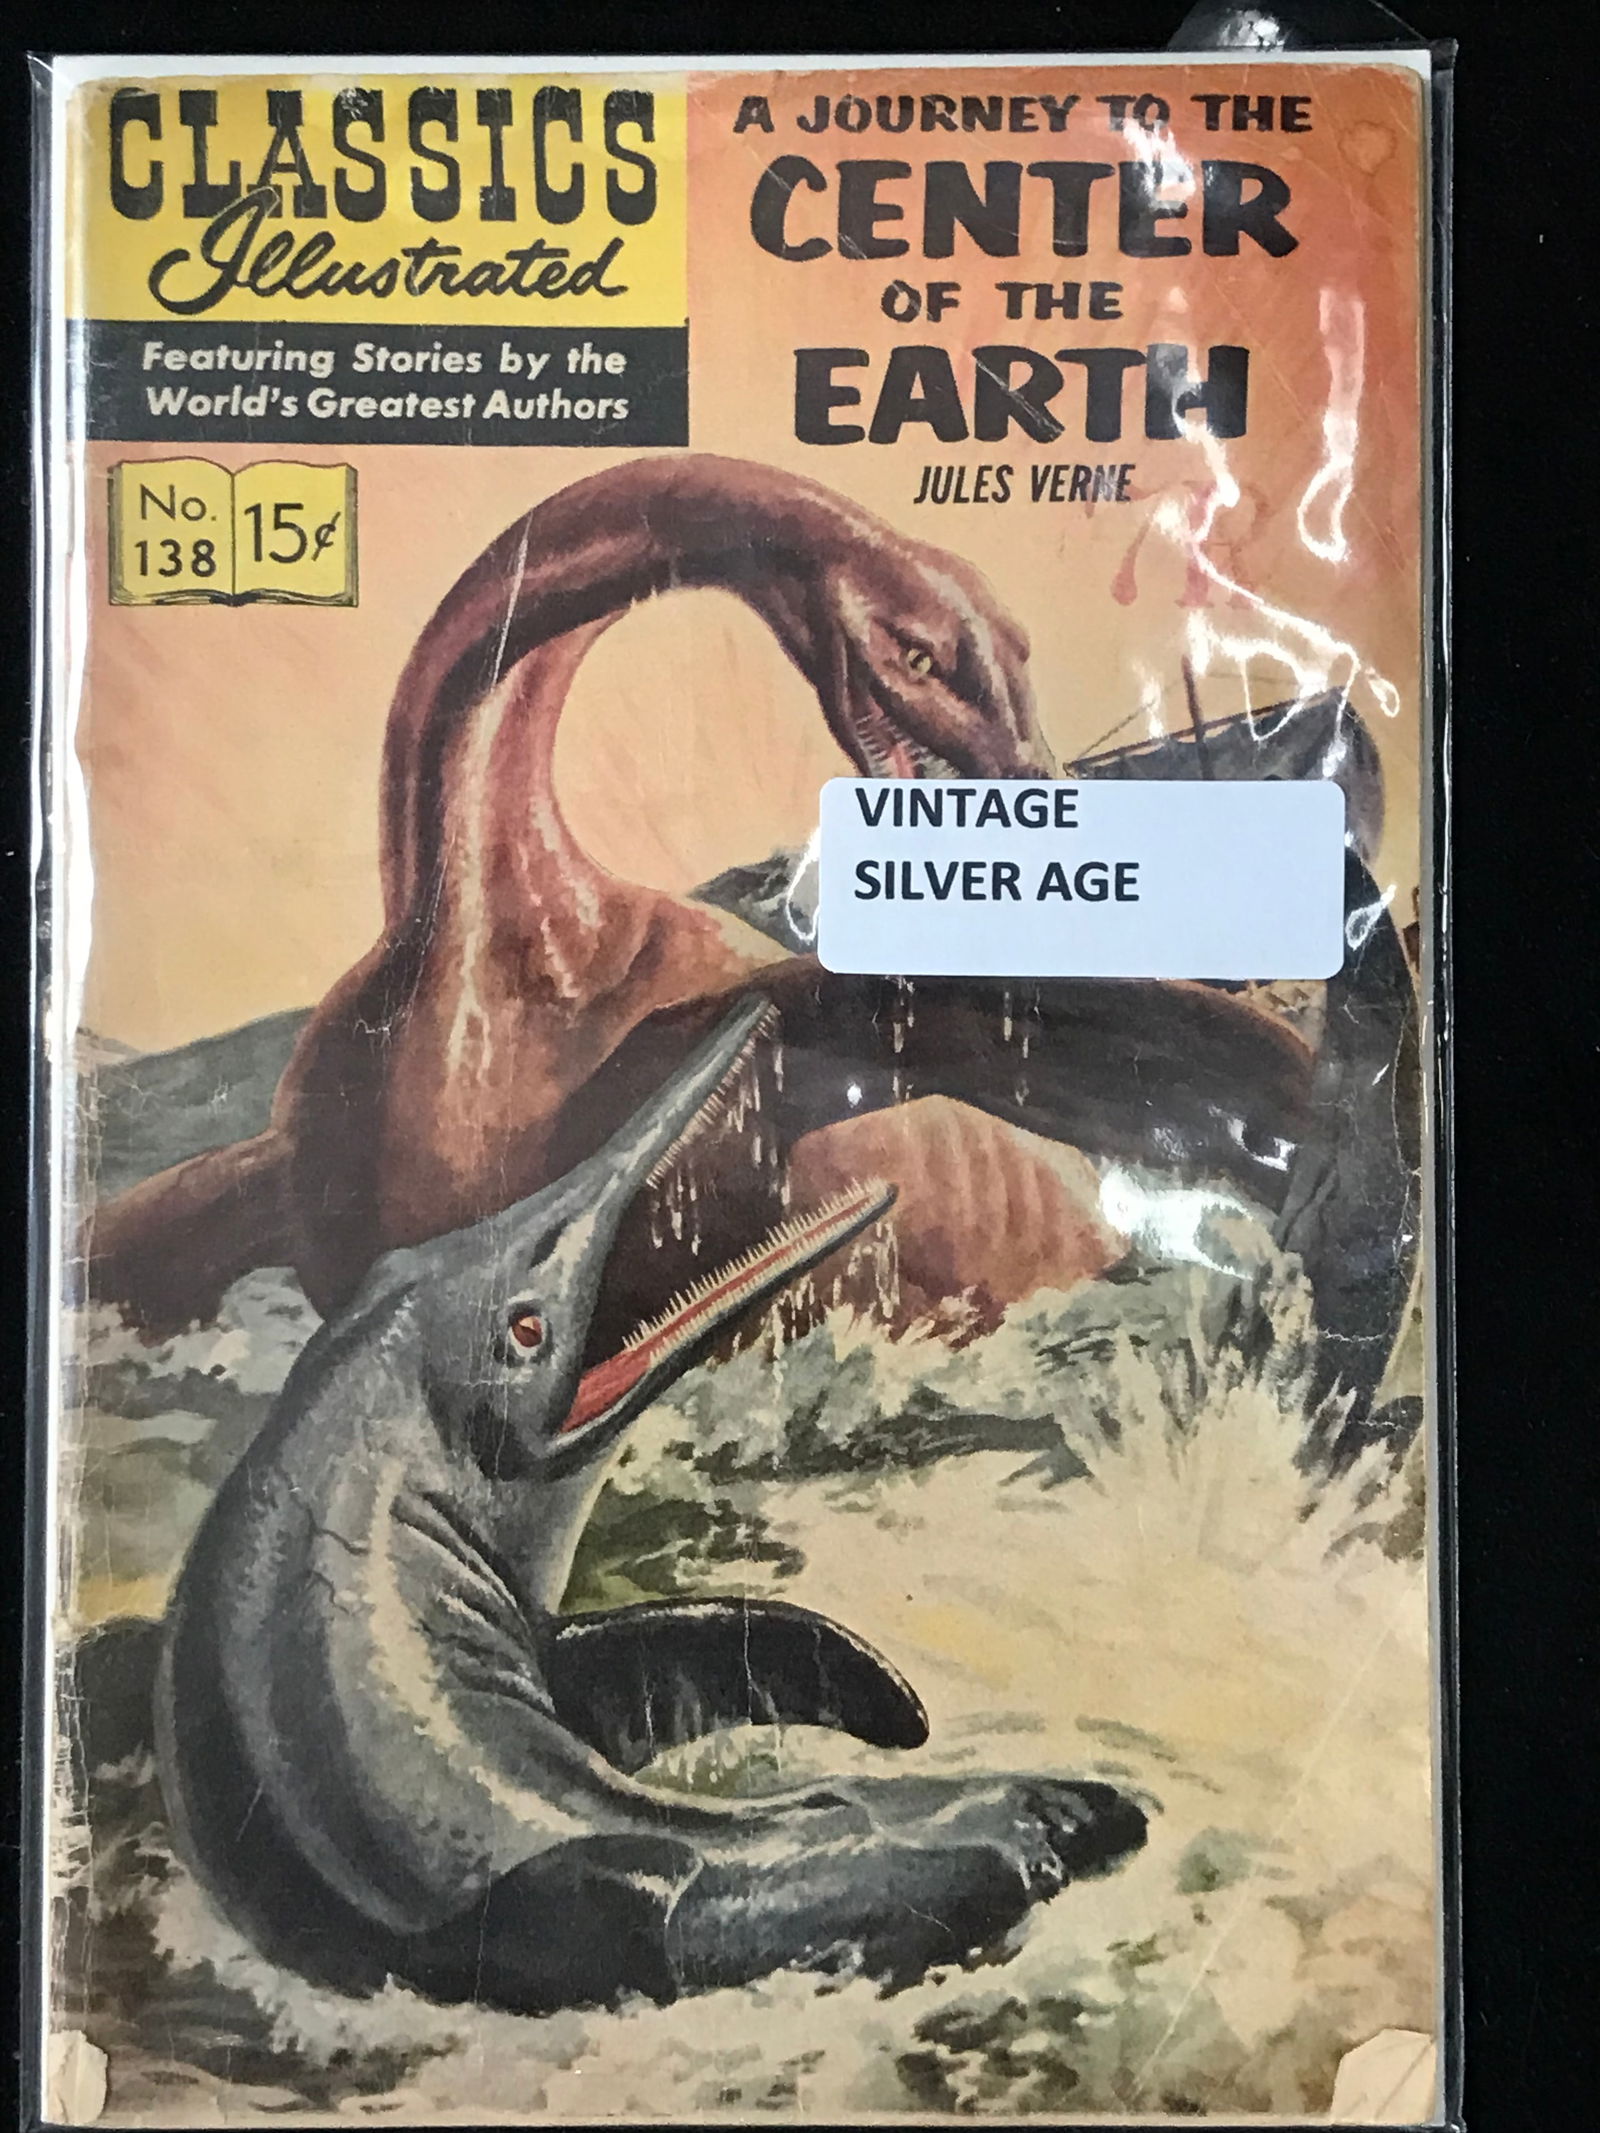 CLASSICS
Illustrated
Featuring Stories by the
World's Greatest Authors
No.
138
15¢
A JOURNEY TO THE
CENTER
OF THE
EARTH
JULES VERNE
7R
VINTAGE
SILVER AGE